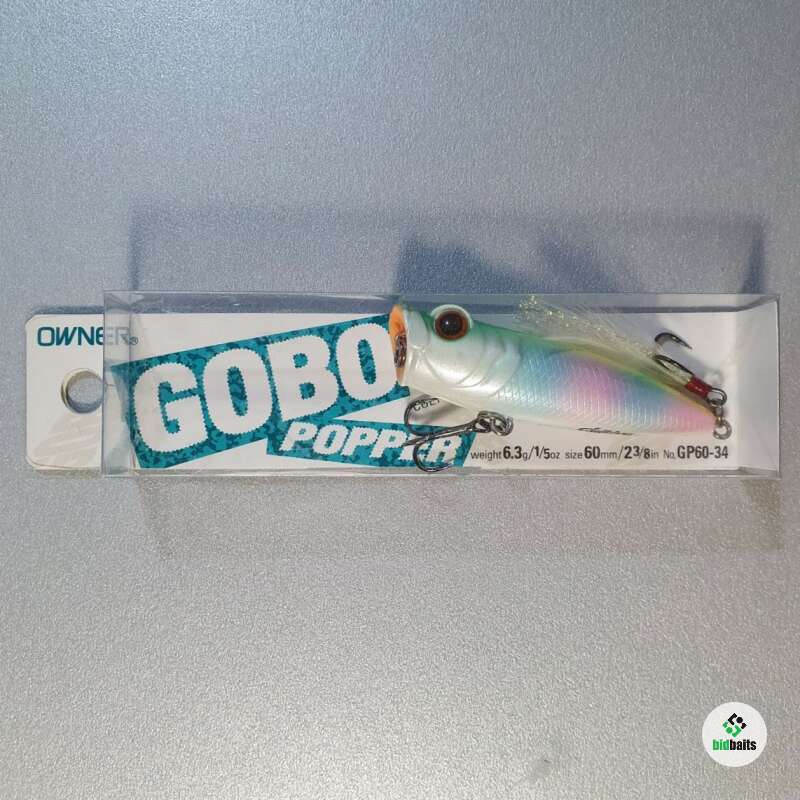 OWNER®
GOBO
POPPER
weight 6.3g/1/5oz size 60mm/2 3/8in No. GP60-34
bidbaits